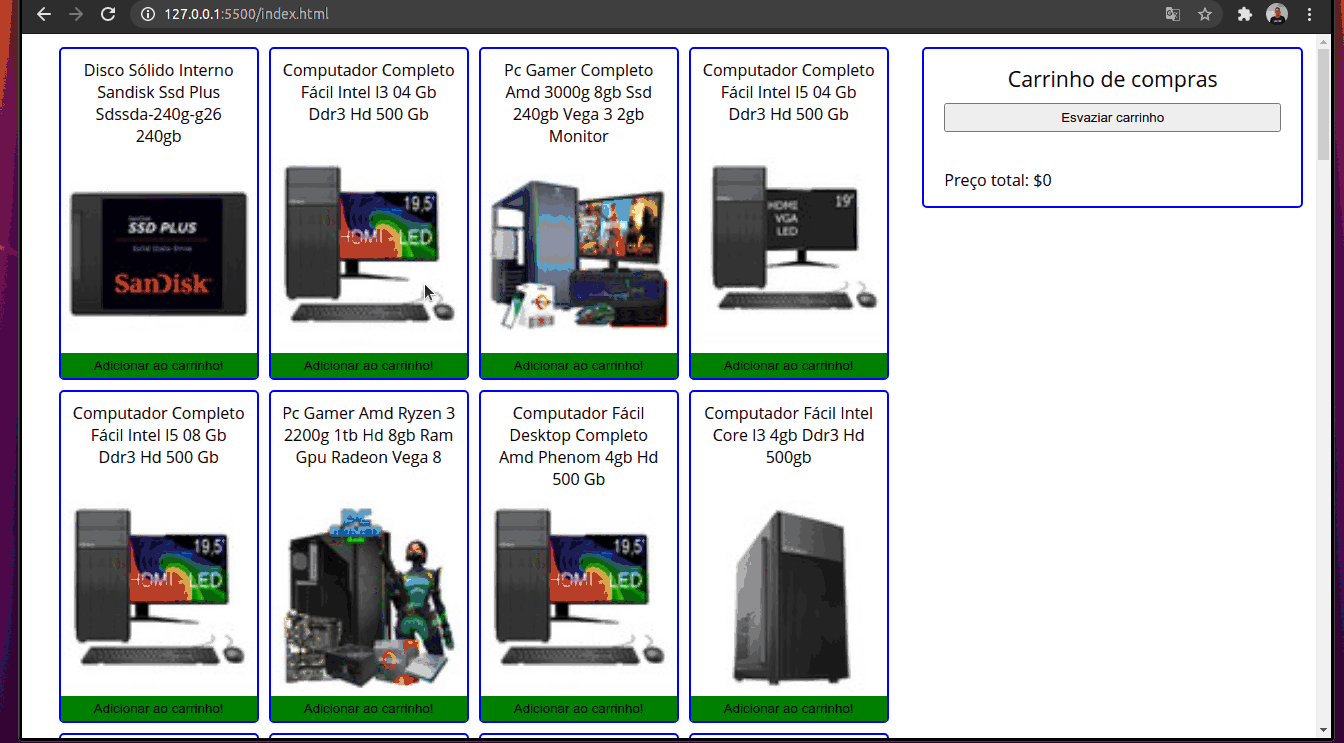 127.0.0.1:5500/index.html
Disco Sólido Interno
Sandisk Ssd Plus
Sdssda-240g-g26
240gb
SSD PLUS
SanDisk
Adicionar ao carrinho!
Computador Completo
Fácil Intel I3 04 Gb
Ddr3 Hd 500 Gb
19,5"
HDMI - LED
Adicionar ao carrinho!
Pc Gamer Completo
Amd 3000g 8gb Ssd
240gb Vega 3 2gb
Monitor
Adicionar ao carrinho!
Computador Completo
Fácil Intel I5 04 Gb
Ddr3 Hd 500 Gb
HDMI
VGA
LED
19"
Adicionar ao carrinho!
Computador Completo
Fácil Intel I5 08 Gb
Ddr3 Hd 500 Gb
19,5"
HDMI - LED
Adicionar ao carrinho!
Pc Gamer Amd Ryzen 3
2200g 1tb Hd 8gb Ram
Gpu Radeon Vega 8
Adicionar ao carrinho!
Computador Fácil
Desktop Completo
Amd Phenom 4gb Hd
500 Gb
19,5"
HDMI - LED
Adicionar ao carrinho!
Computador Fácil Intel
Core I3 4gb Ddr3 Hd
500gb
Adicionar ao carrinho!
Carrinho de compras
Esvaziar carrinho
Preço total: $0